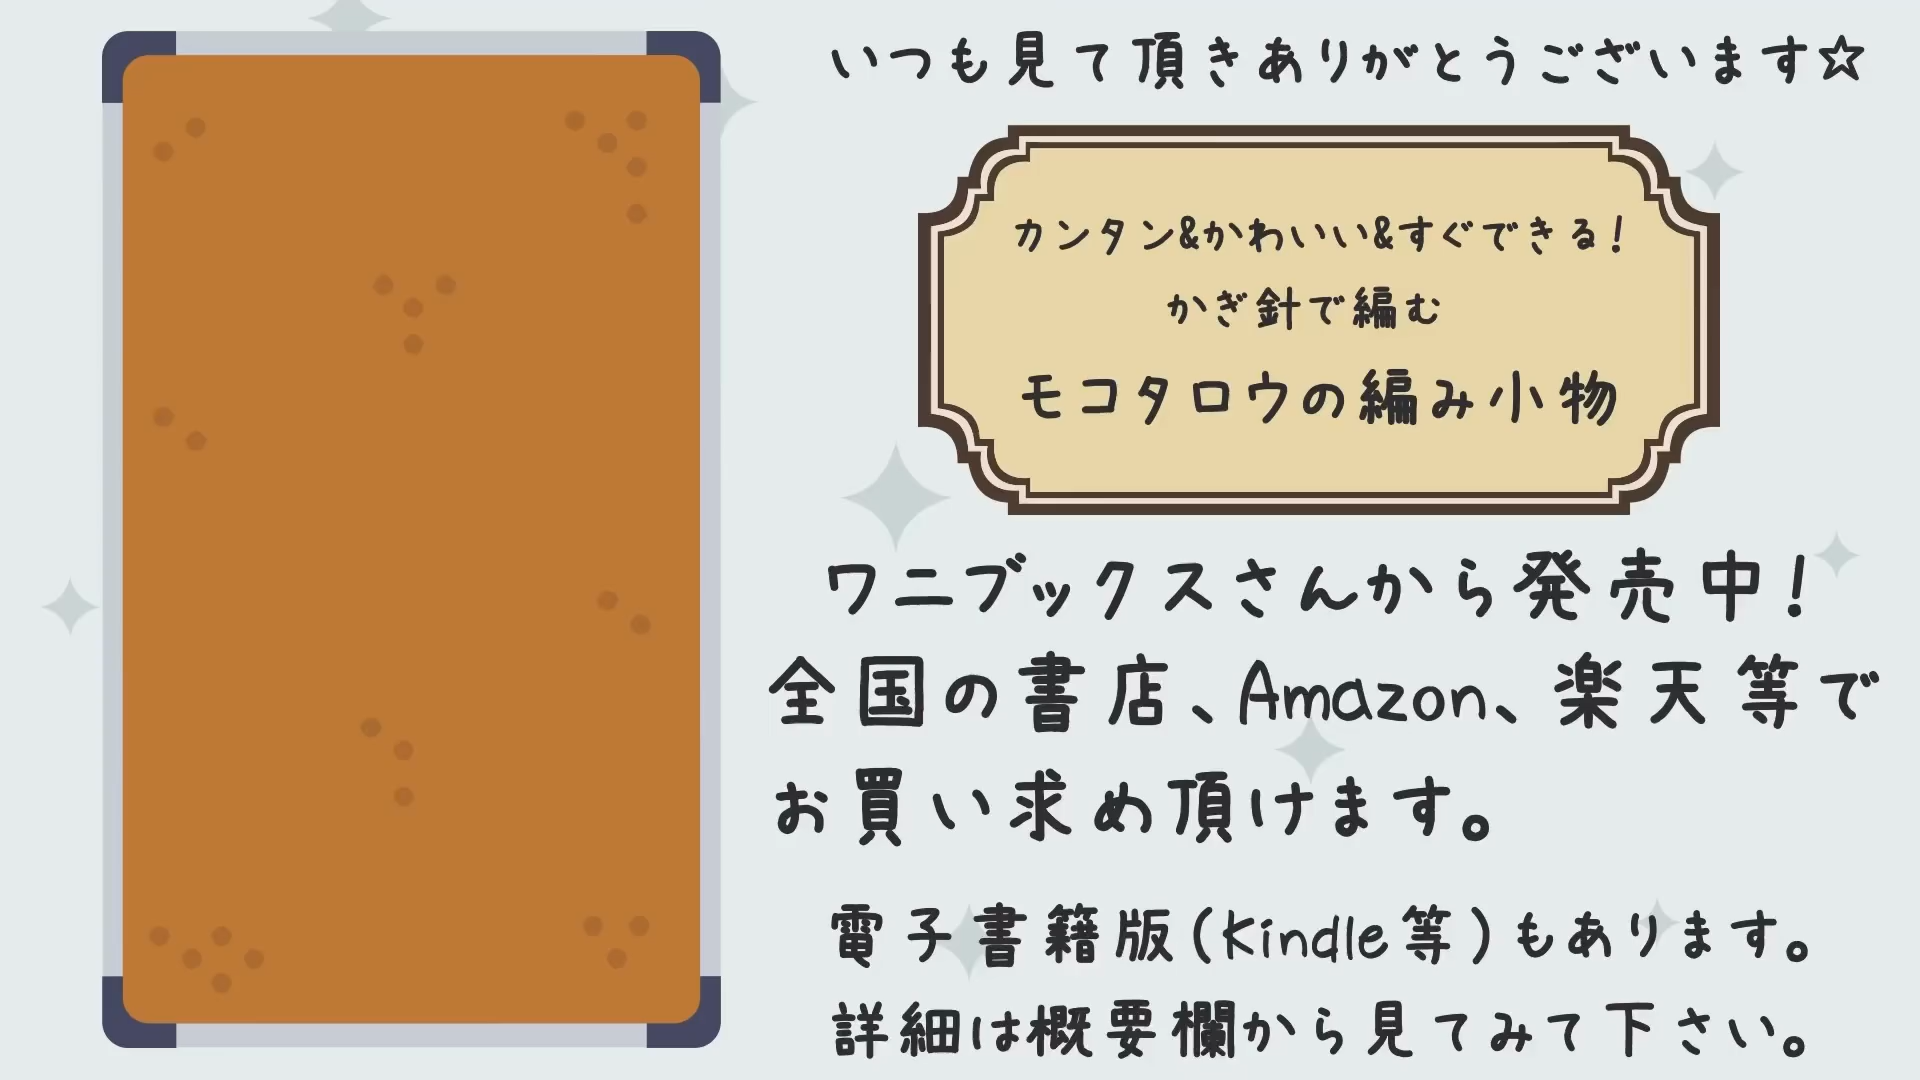 いつも見て頂きありがとうございます☆
カンタン&かわいい&すぐできる!
かぎ針で編む
モコタロウの編み小物
ワニブックスさんから発売中!
全国の書店、Amazon、楽天等で
お買い求め頂けます。
電子書籍版(Kindle等)もあります。
詳細は概要欄から見てみて下さい。